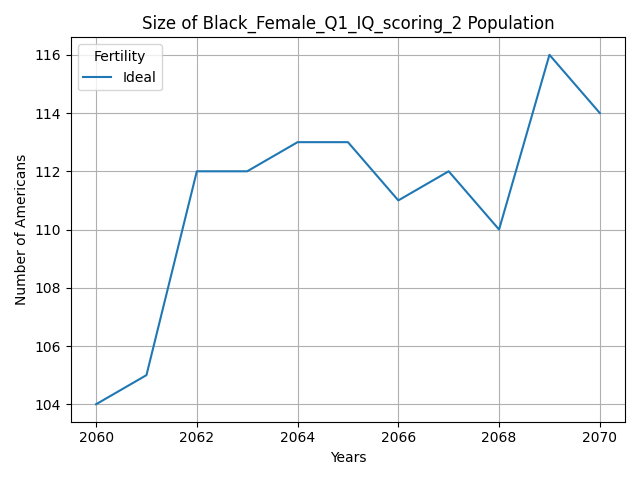 Size of Black_Female_Q1_IQ_scoring_2 Population
Fertility
Ideal
Number of Americans
116
114
112
110
108
106
104
2060
2062
2064
2066
2068
2070
Years